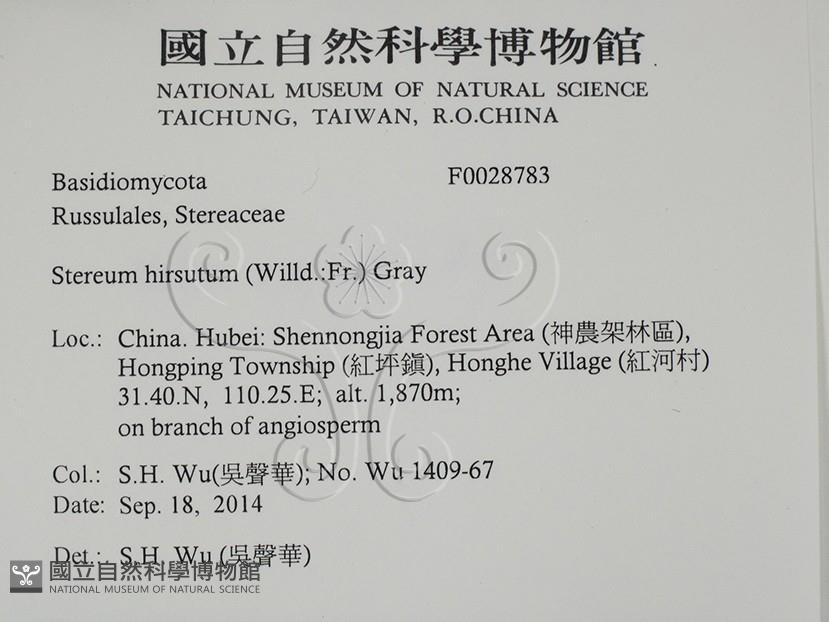 國立自然科學博物館
NATIONAL MUSEUM OF NATURAL SCIENCE
TAICHUNG, TAIWAN, R.O.CHINA
Basidiomycota F0028783
Russulales, Stereaceae
Stereum hirsutum (Willd.:Fr.) Gray
Loc.: China. Hubei: Shennongjia Forest Area (神農架林區),
Hongping Township (紅坪鎮), Honghe Village (紅河村)
31.40.N, 110.25.E; alt. 1,870m;
on branch of angiosperm
Col.: S.H. Wu(吳聲華); No. Wu 1409-67
Date: Sep. 18, 2014
Det.: S.H. Wu (吳聲華)
國立自然科學博物館
NATIONAL MUSEUM OF NATURAL SCIENCE